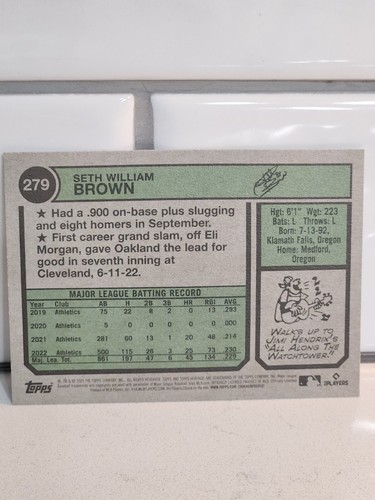 279
SETH WILLIAM
BROWN
★ Had a .900 on-base plus slugging
and eight homers in September.
★ First career grand slam, off Eli
Morgan, gave Oakland the lead for
good in seventh inning at
Cleveland, 6-11-22.
Hgt: 6'1" Wgt: 223
Bats: L Throws: L
Born: 7-13-92,
Klamath Falls, Oregon
Home: Medford,
Oregon
MAJOR LEAGUE BATTING RECORD
Year Club AB H 2B 3B HR RBI AVG
2019 Athletics 75 22 8 2 0 13 .293
2020 Athletics 5 0 0 0 0 0 .000
2021 Athletics 281 60 13 1 20 48 .214
2022 Athletics 500 115 26 3 25 73 .230
Maj. Lea. Tot. 861 197 47 6 45 134 .229
WALKS UP TO
JIMI HENDRIX'S
"ALL ALONG THE
WATCHTOWER."
Topps
PLAYERS